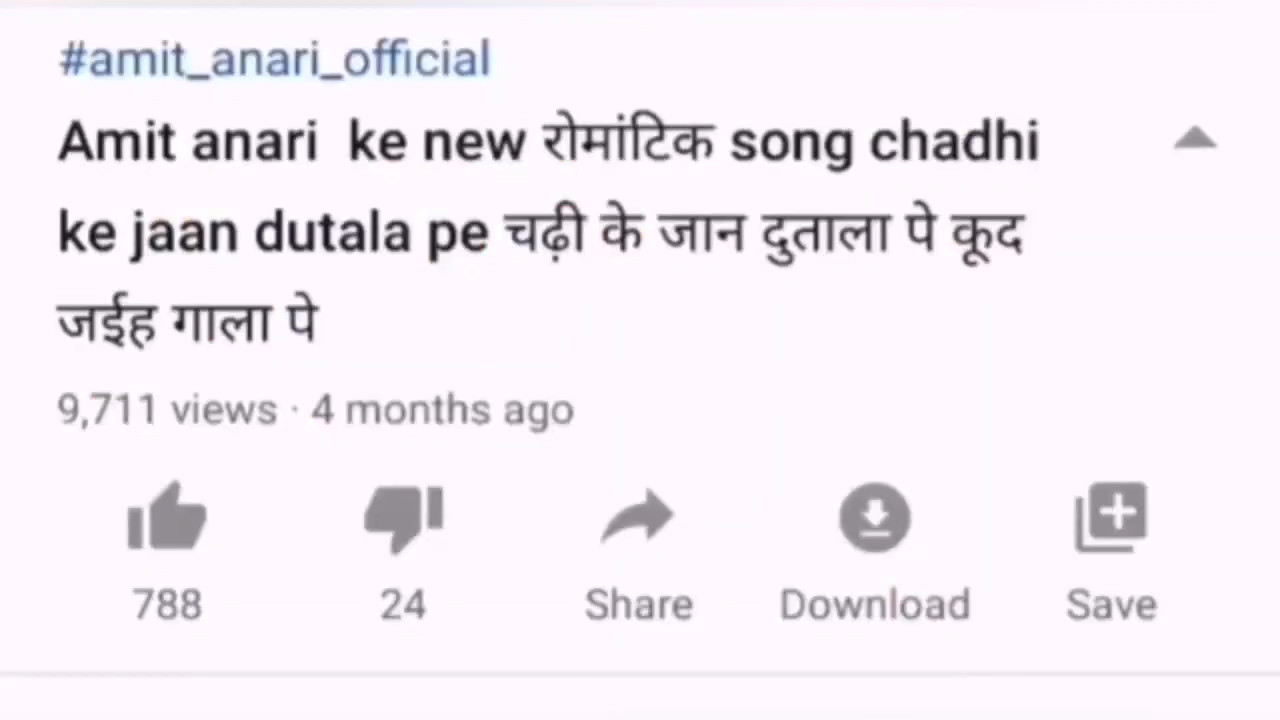 #amit_anari_official
Amit anari ke new रोमांटिक song chadhi
ke jaan dutala pe चढ़ी के जान दुताला पे कूद
जईह गाला पे
9,711 views · 4 months ago
788 24 Share Download Save